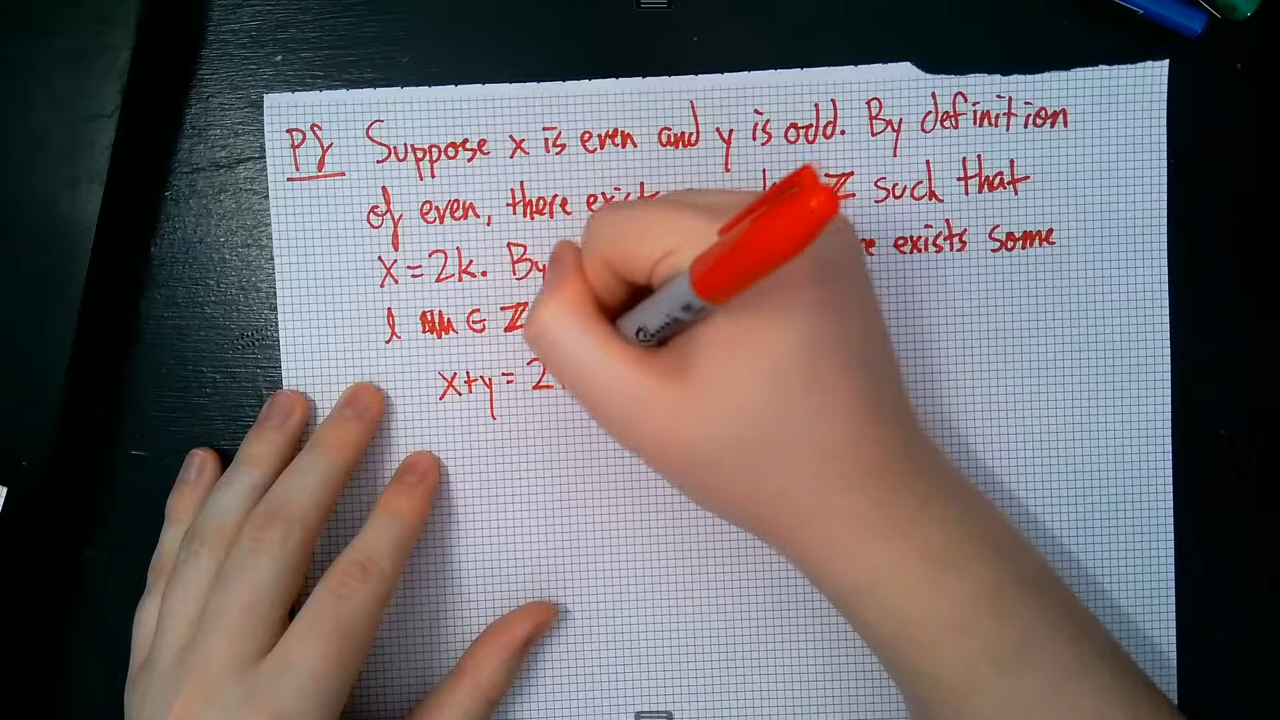 Pf Suppose x is even and y is odd. By definition
of even, there exists ℤ such that
x = 2k. By exists some
l ∈ ℤ
x+y = 2